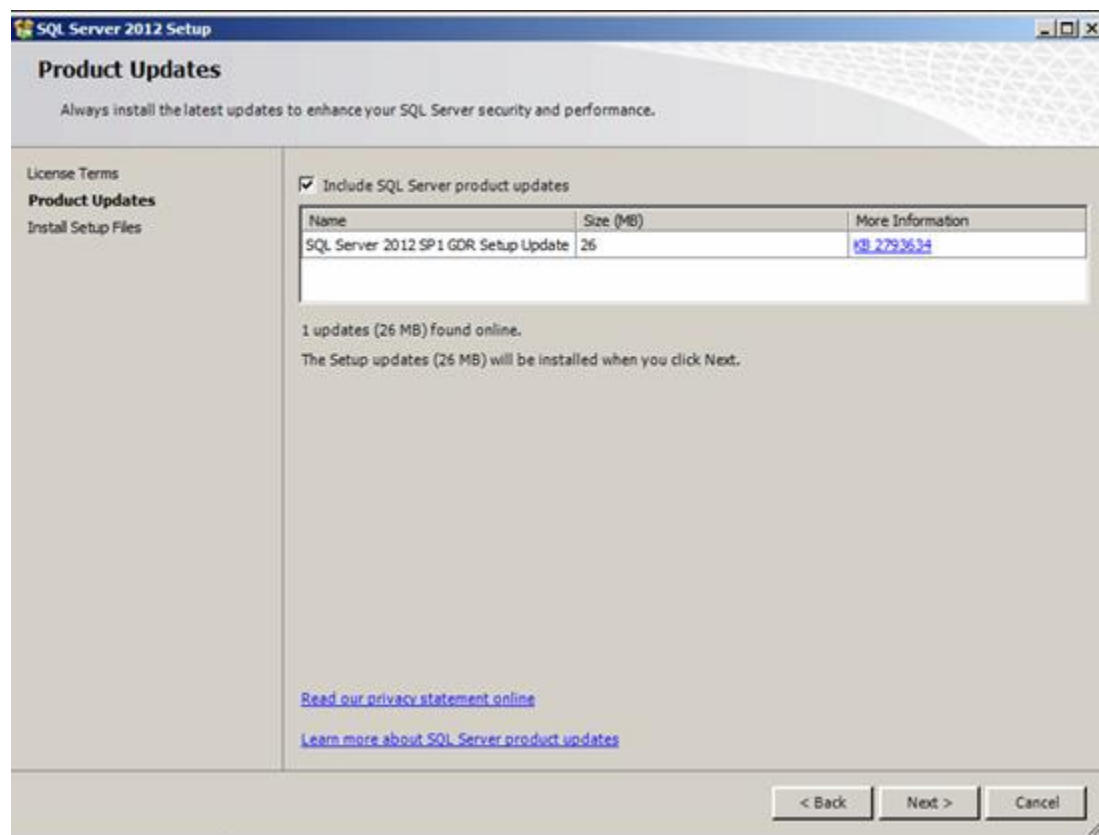 SQL Server 2012 Setup
Product Updates
Always install the latest updates to enhance your SQL Server security and performance.
License Terms
Product Updates
Install Setup Files
Include SQL Server product updates
Name Size (MB) More Information
SQL Server 2012 SP1 GDR Setup Update 26 KB 2793634
1 updates (26 MB) found online.
The Setup updates (26 MB) will be installed when you click Next.
Read our privacy statement online
Learn more about SQL Server product updates
< Back Next > Cancel